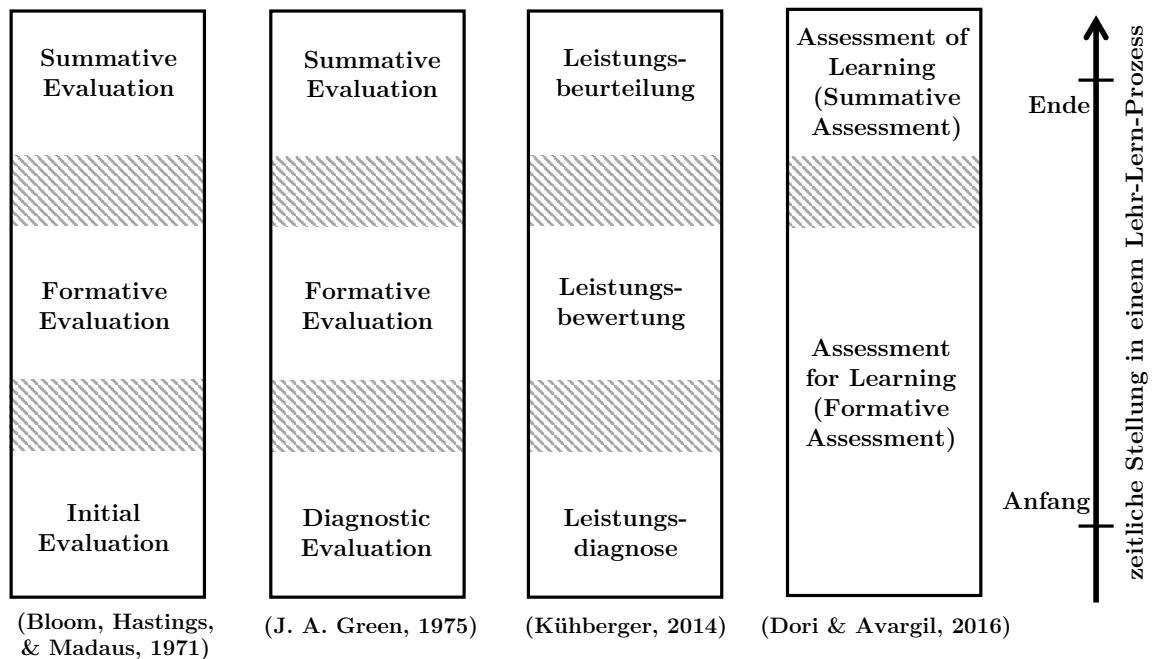 Summative
Evaluation
Formative
Evaluation
Initial
Evaluation
(Bloom, Hastings,
& Madaus, 1971)
Summative
Evaluation
Formative
Evaluation
Diagnostic
Evaluation
(J. A. Green, 1975)
Leistungs-
beurteilung
Leistungs-
bewertung
Leistungs-
diagnose
(Kühberger, 2014)
Assessment of
Learning
(Summative
Assessment)
Assessment
for Learning
(Formative
Assessment)
(Dori & Avargil, 2016)
Ende
Anfang
zeitliche Stellung in einem Lehr-Lern-Prozess